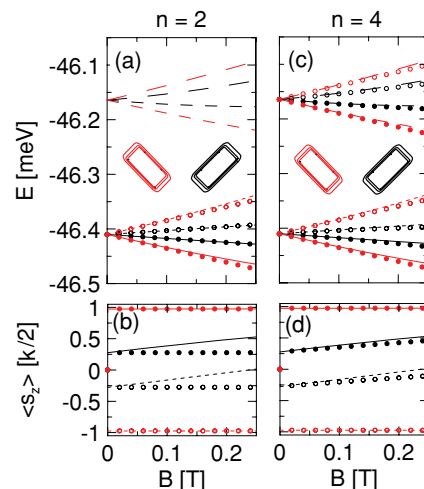 n = 2 n = 4
(a) (c)
-46.1
-46.2
E [meV]
-46.3
-46.4
-46.5
1 (b) (d)
0.5
<s_z> [k/2]
0
-0.5
-1
0 0.1 0.2 0 0.1 0.2
B [T] B [T]